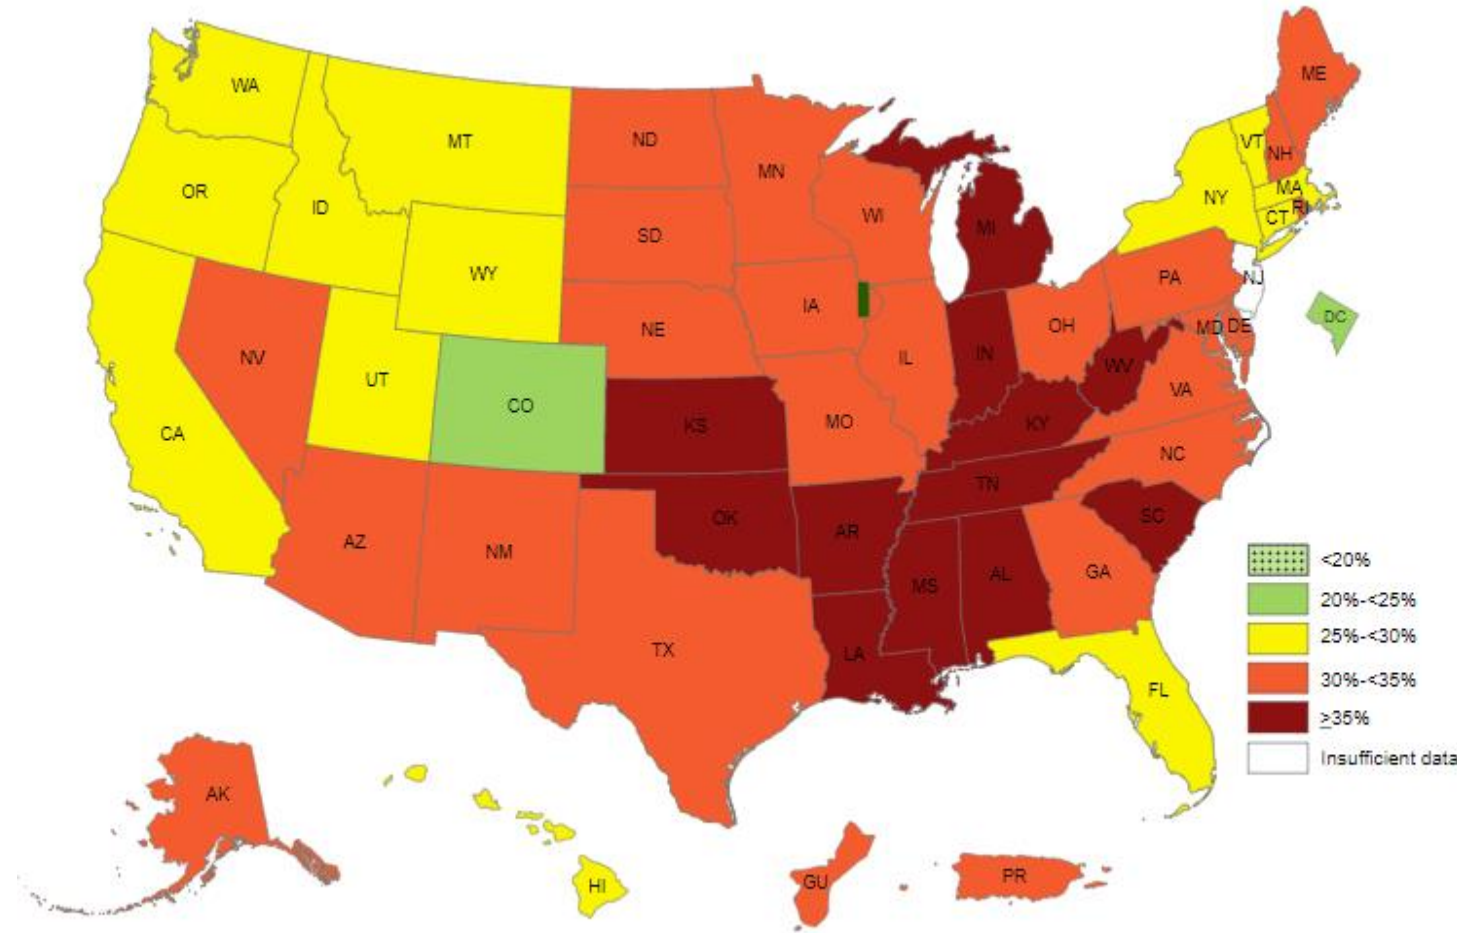 ME
WA
MT
ND
MN
VT
NH
OR
ID
SD
WI
NY
MA
CT
RI
MI
WY
NE
IA
PA
NJ
OH
MD
DE
DC
NV
UT
CO
IL
IN
WV
VA
CA
KS
MO
KY
NC
TN
AZ
NM
OK
AR
SC
MS
AL
GA
TX
LA
FL
AK
HI
GU
PR
<20%
20%-<25%
25%-<30%
30%-<35%
≥35%
Insufficient data